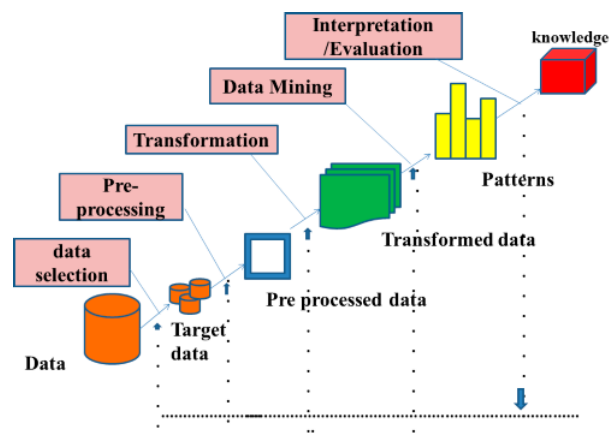 Interpretation
/Evaluation
knowledge
Data Mining
Transformation
Patterns
Pre-
processing
Transformed data
data
selection
Pre processed data
Target
data
Data